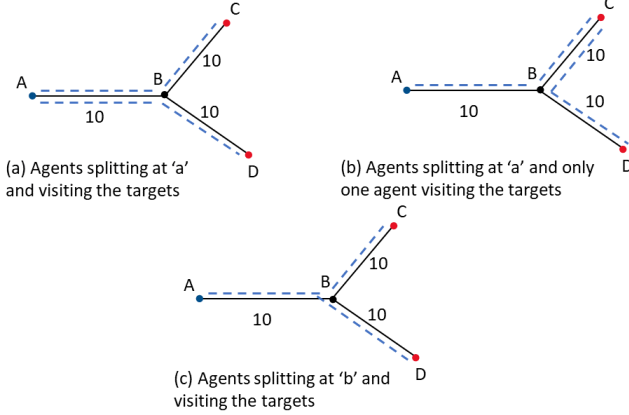 C
A
B
10
10
10
D
(a) Agents splitting at 'a'
and visiting the targets
C
A
B
10
10
10
D
(b) Agents splitting at 'a' and only
one agent visiting the targets
C
A
B
10
10
10
D
(c) Agents splitting at 'b' and
visiting the targets